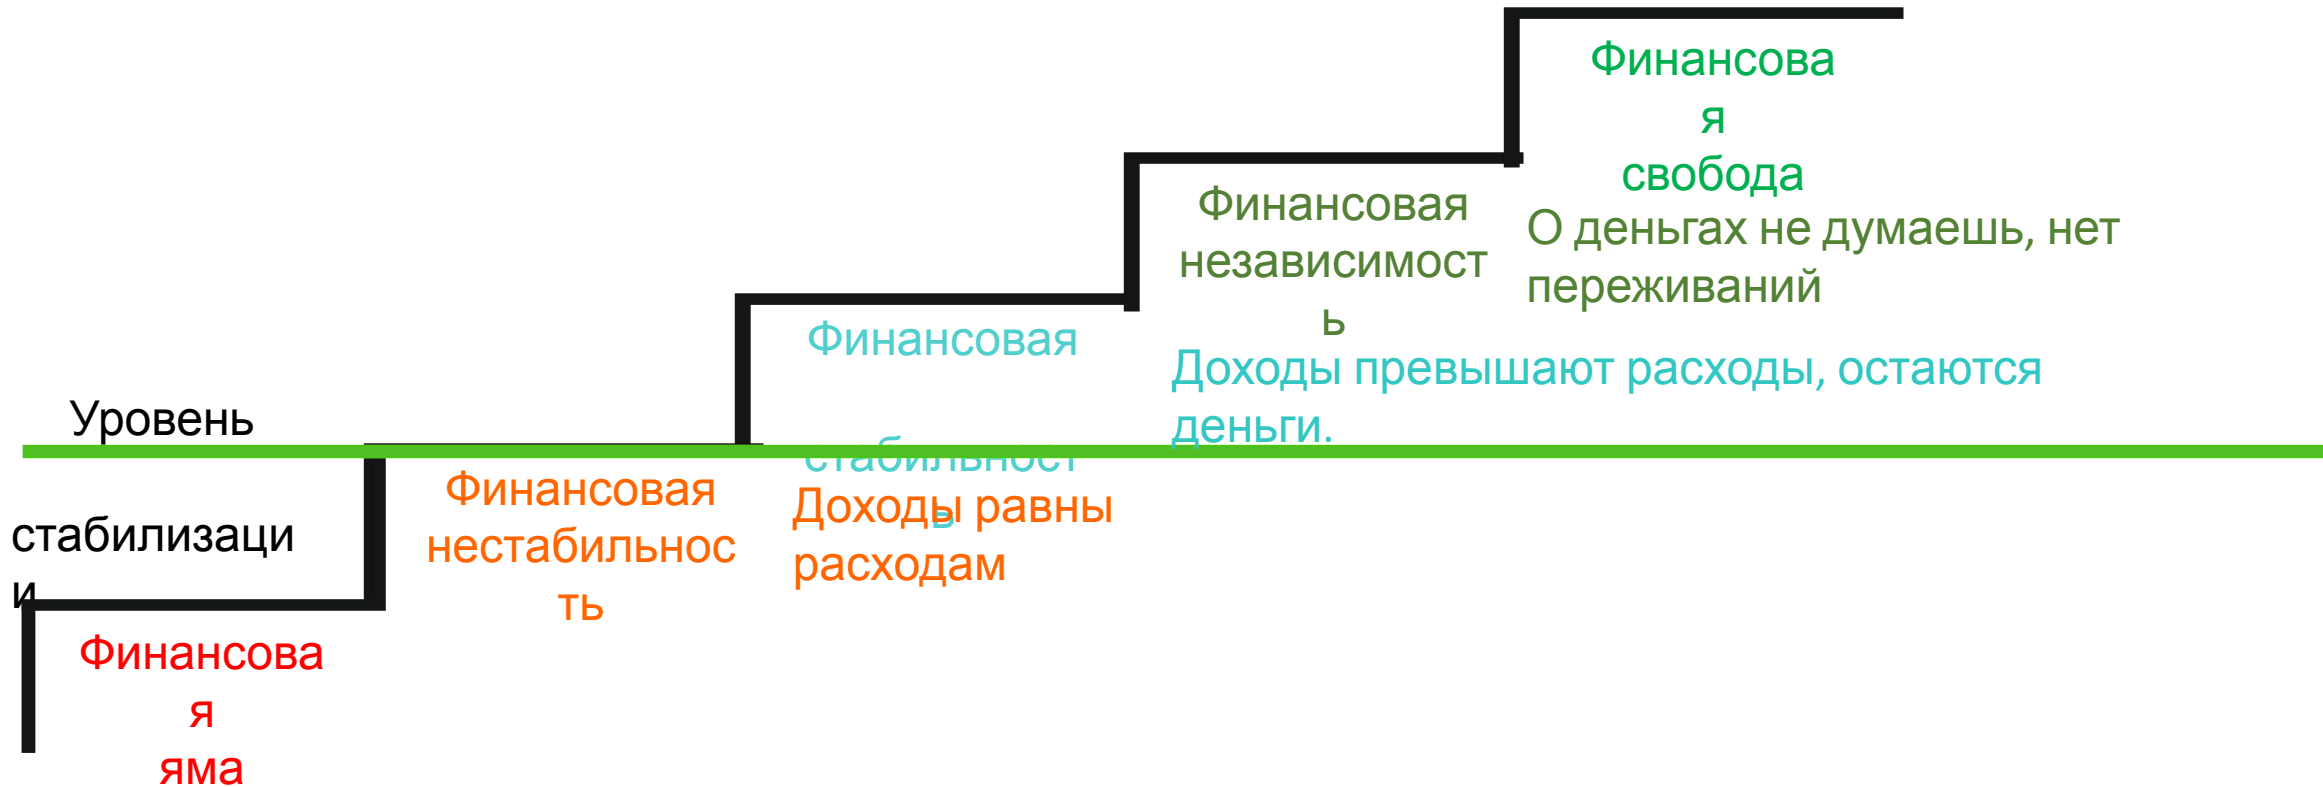 Финансова
я
свобода
О деньгах не думаешь, нет
переживаний
Финансовая
независимост
ь
Доходы превышают расходы, остаются
деньги.
Финансовая
стабильност
ь
Доходы равны
расходам
Уровень
стабилизаци
и
Финансовая
нестабильнос
ть
Финансова
я
яма